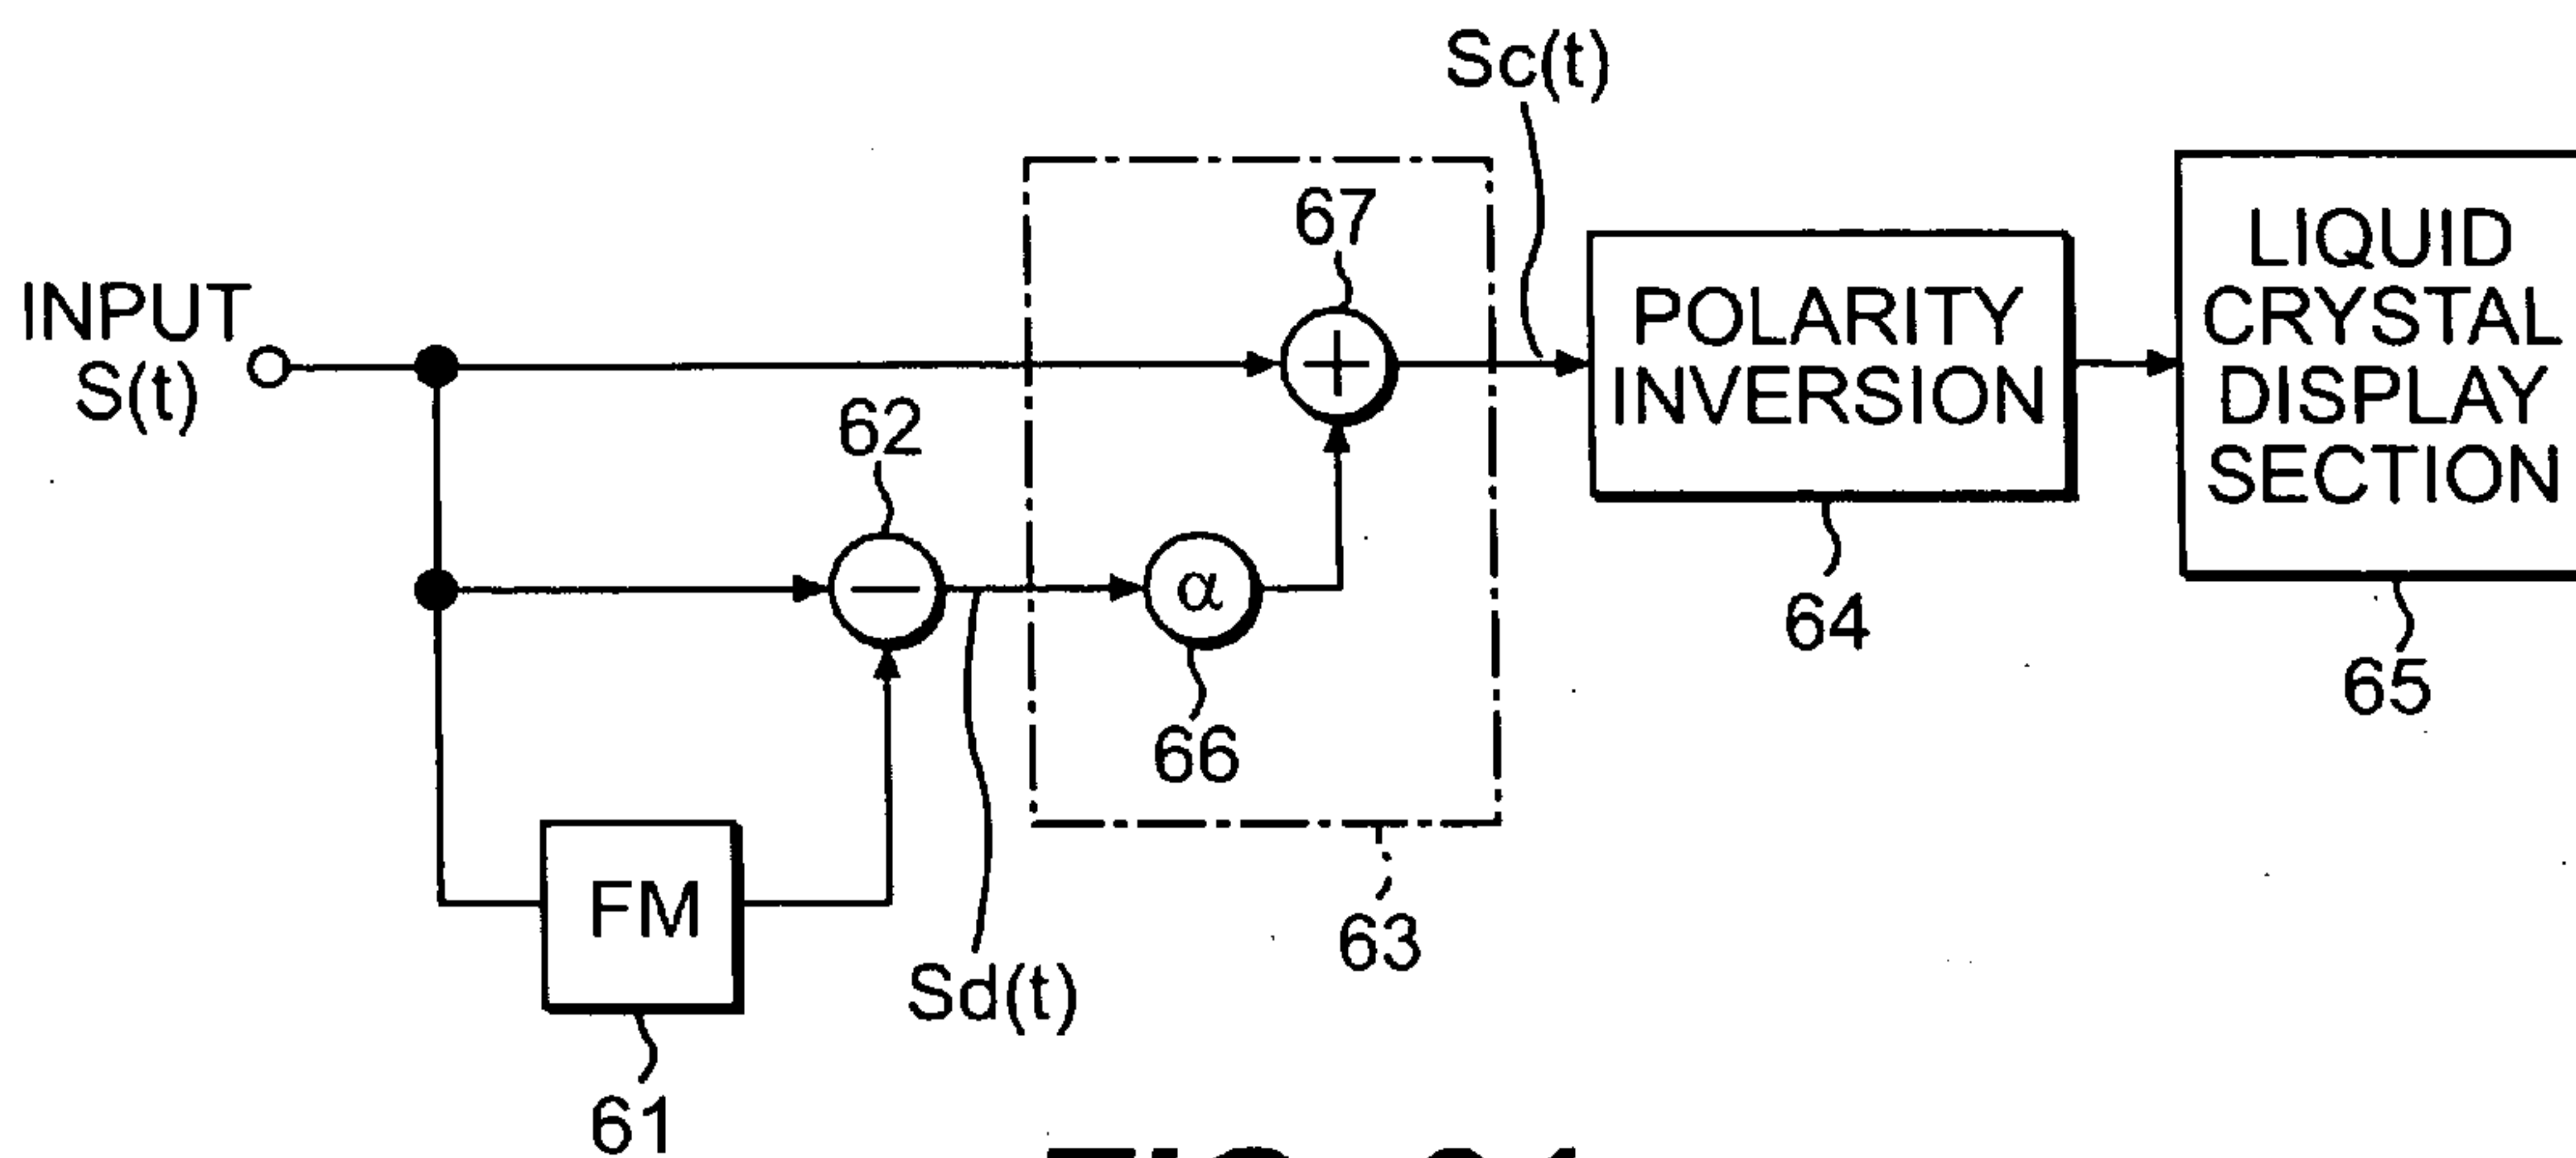 Sc(t)
67
INPUT
S(t)
62
POLARITY
INVERSION
LIQUID
CRYSTAL
DISPLAY
SECTION
+
−
α
64
65
66
FM
63
Sd(t)
61